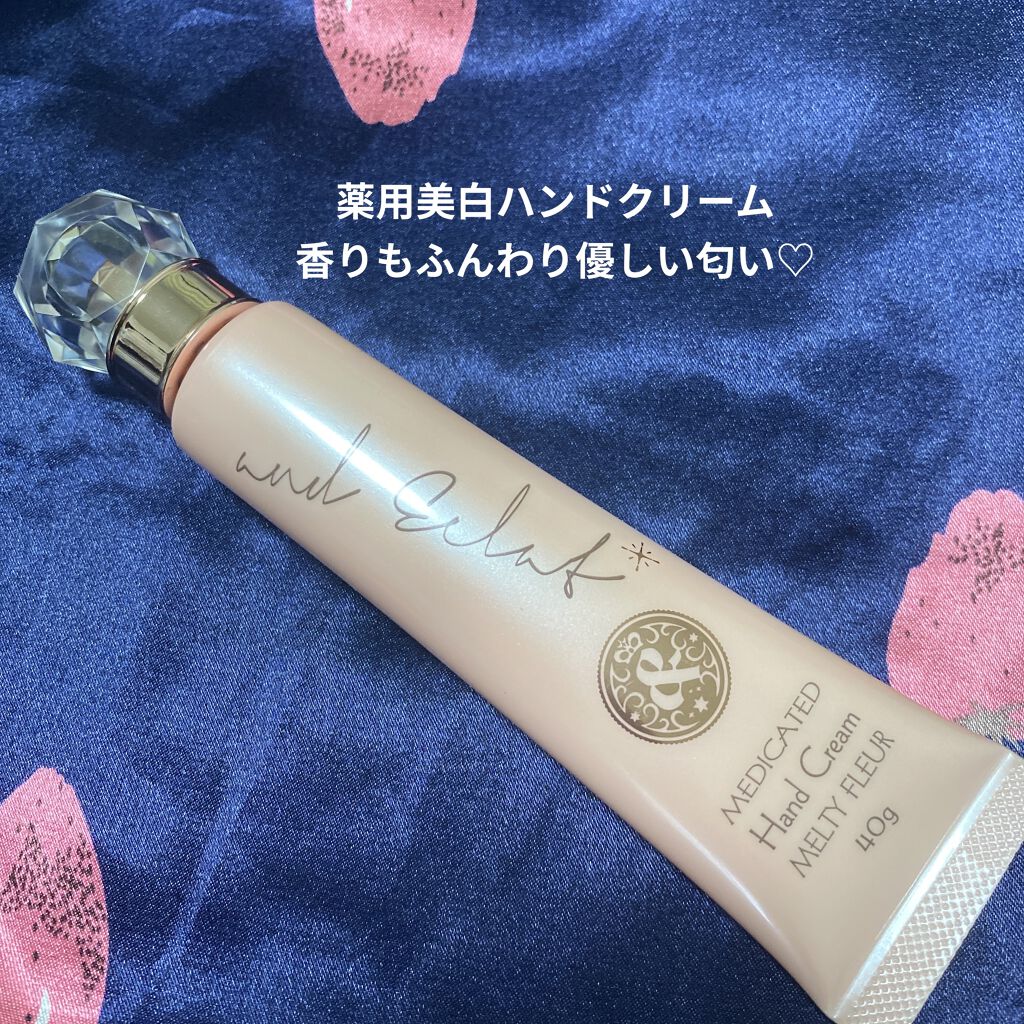 薬用美白ハンドクリーム
香りもふんわり優しい匂い♡
and Eclat*
&
MEDICATED
Hand Cream
MELTY FLEUR
40g